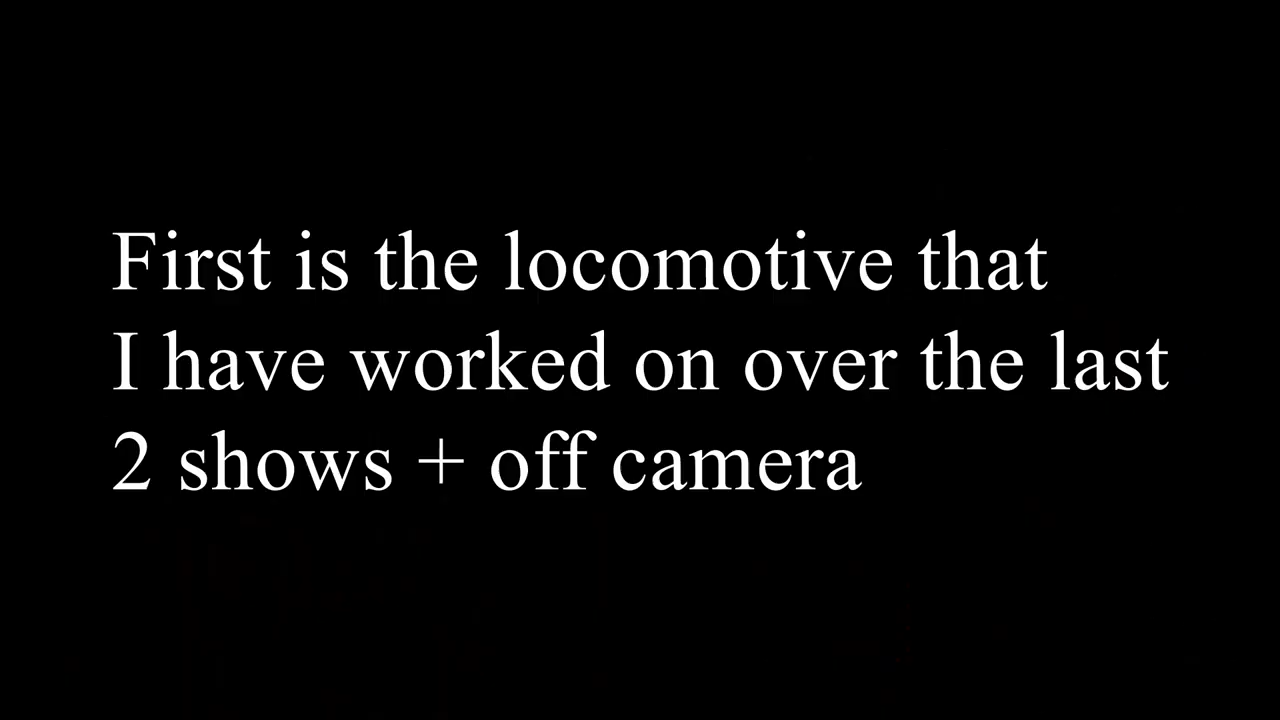 First is the locomotive that
I have worked on over the last
2 shows + off camera